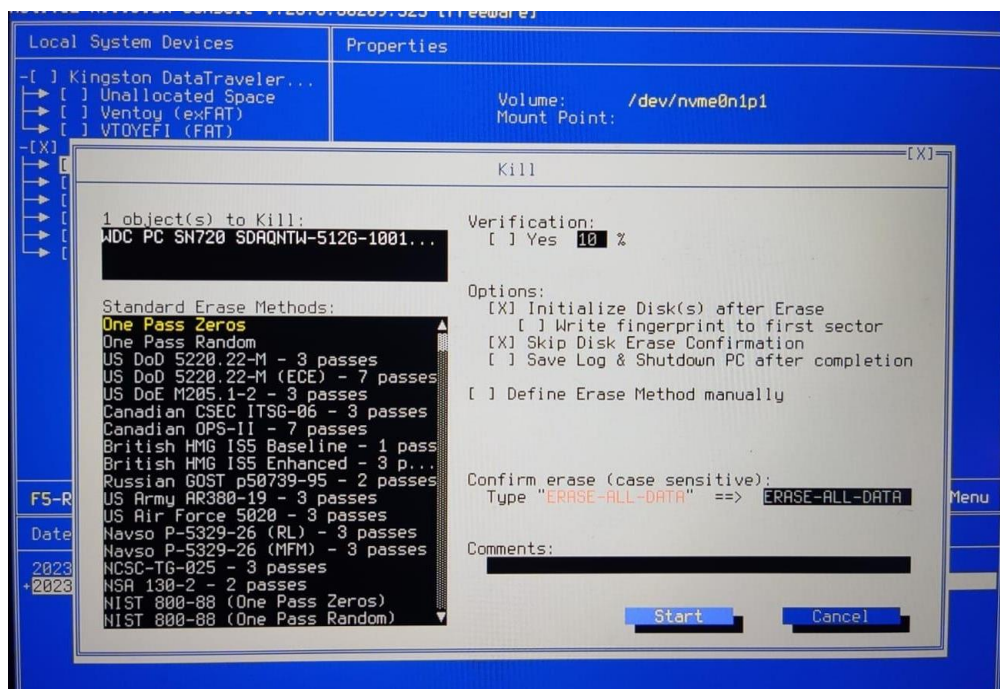 Local System Devices
Properties
-[ ] Kingston DataTraveler...
[ ] Unallocated Space
[ ] Ventoy (exFAT)
[ ] VTOYEFI (FAT)
-[X]
Volume: /dev/nvme0n1p1
Mount Point:
[X]
Kill
1 object(s) to Kill:
WDC PC SN720 SDAQNTW-512G-1001...
Standard Erase Methods:
One Pass Zeros
One Pass Random
US DoD 5220.22-M - 3 passes
US DoD 5220.22-M (ECE) - 7 passes
US DoE M205.1-2 - 3 passes
Canadian CSEC ITSG-06 - 3 passes
Canadian OPS-II - 7 passes
British HMG IS5 Baseline - 1 pass
British HMG IS5 Enhanced - 3 p...
Russian GOST p50739-95 - 2 passes
US Army AR380-19 - 3 passes
US Air Force 5020 - 3 passes
Navso P-5329-26 (RL) - 3 passes
Navso P-5329-26 (MFM) - 3 passes
NCSC-TG-025 - 3 passes
NSA 130-2 - 2 passes
NIST 800-88 (One Pass Zeros)
NIST 800-88 (One Pass Random)
Verification:
[ ] Yes 10 %
Options:
[X] Initialize Disk(s) after Erase
[ ] Write fingerprint to first sector
[X] Skip Disk Erase Confirmation
[ ] Save Log & Shutdown PC after completion
[ ] Define Erase Method manually
Confirm erase (case sensitive):
Type "ERASE-ALL-DATA" ==> ERASE-ALL-DATA
Comments:
Start
Cancel
F5-R
Menu
Date
2023
+2023